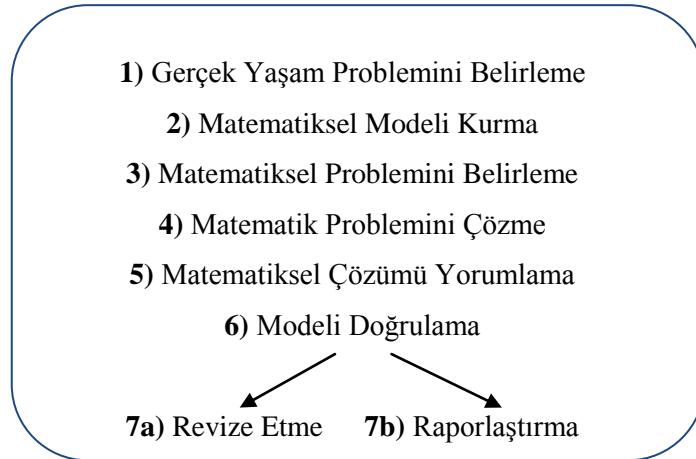 1) Gerçek Yaşam Problemini Belirleme
2) Matematiksel Modeli Kurma
3) Matematiksel Problemini Belirleme
4) Matematik Problemini Çözme
5) Matematiksel Çözümü Yorumlama
6) Modeli Doğrulama
7a) Revize Etme 7b) Raporlaştırma